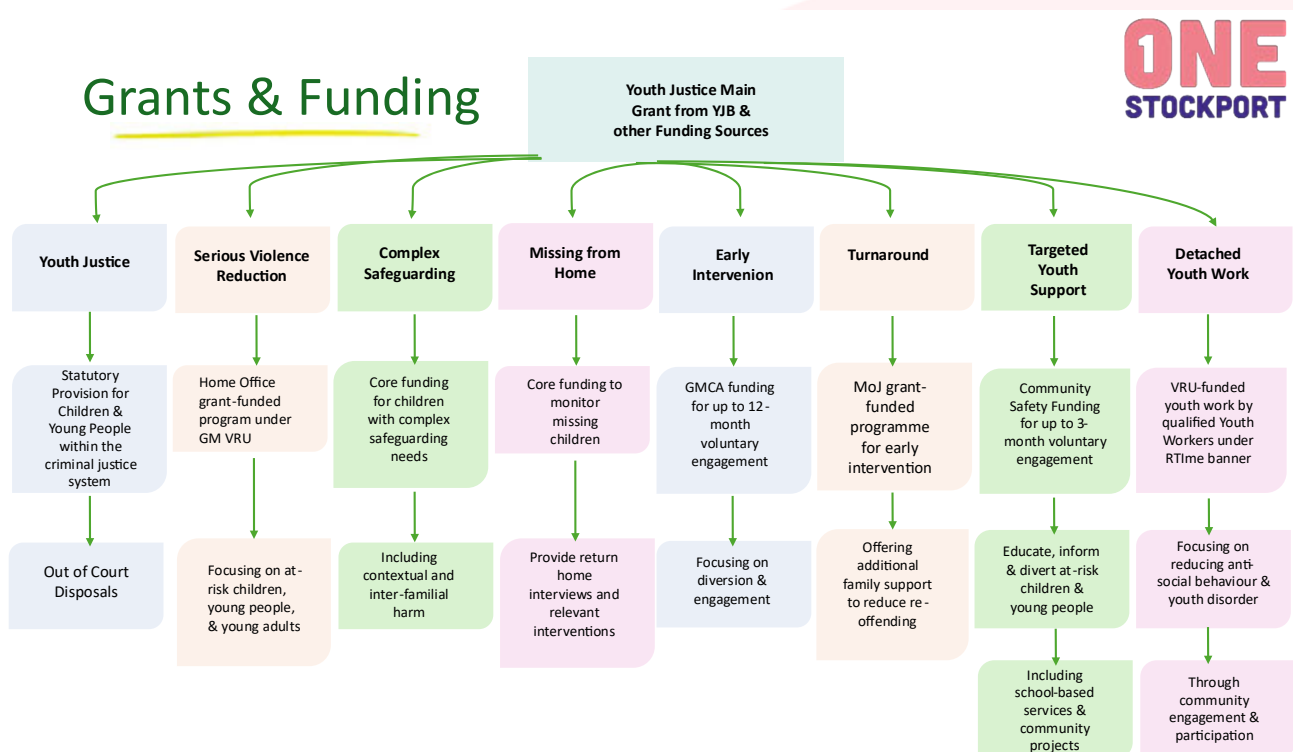 Grants & Funding
Youth Justice Main
Grant from YJB &
other Funding Sources
ONE
STOCKPORT
Youth Justice
Serious Violence
Reduction
Complex
Safeguarding
Missing from
Home
Early
Intervenion
Turnaround
Targeted
Youth
Support
Detached
Youth Work
Statutory
Provision for
Children &
Young People
within the
criminal justice
system
Home Office
grant-funded
program under
GM VRU
Core funding
for children
with complex
safeguarding
needs
Core funding to
monitor
missing
children
GMCA funding
for up to 12-
month
voluntary
engagement
MoJ grant-
funded
programme
for early
intervention
Community
Safety Funding
for up to 3-
month voluntary
engagement
VRU-funded
youth work by
qualified Youth
Workers under
RTIme banner
Out of Court
Disposals
Focusing on at-
risk children,
young people,
& young adults
Including
contextual and
inter-familial
harm
Provide return
home
interviews and
relevant
interventions
Focusing on
diversion &
engagement
Offering
additional
family support
to reduce re-
offending
Educate, inform
& divert at-risk
children &
young people
Focusing on
reducing anti-
social behaviour &
youth disorder
Including
school-based
services &
community
projects
Through
community
engagement &
participation